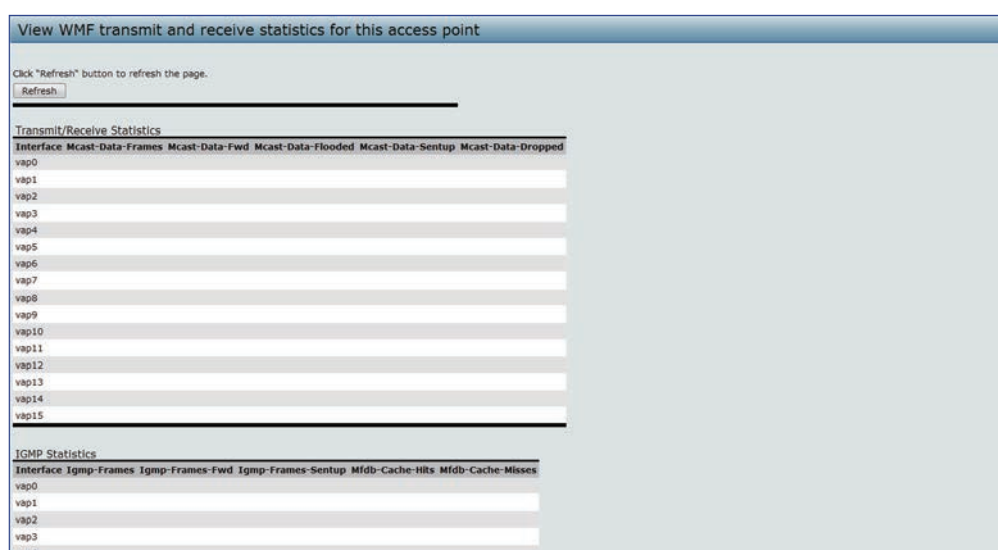 View WMF transmit and receive statistics for this access point
Click "Refresh" button to refresh the page.
Refresh
Transmit/Receive Statistics
Interface Mcast-Data-Frames Mcast-Data-Fwd Mcast-Data-Flooded Mcast-Data-Sentup Mcast-Data-Dropped
vap0
vap1
vap2
vap3
vap4
vap5
vap6
vap7
vap8
vap9
vap10
vap11
vap12
vap13
vap14
vap15
IGMP Statistics
Interface Igmp-Frames Igmp-Frames-Fwd Igmp-Frames-Sentup Mfdb-Cache-Hits Mfdb-Cache-Misses
vap0
vap1
vap2
vap3